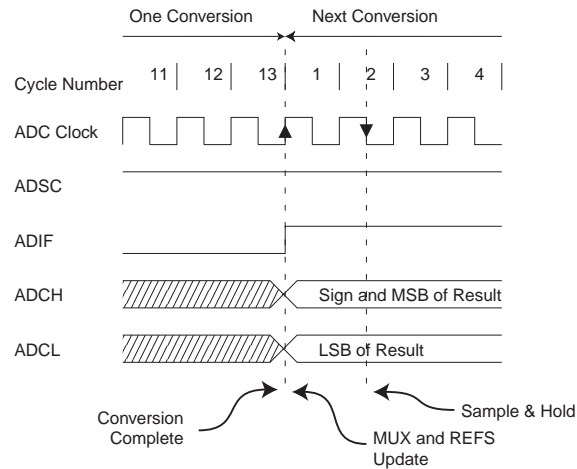 One Conversion Next Conversion
Cycle Number 11 12 13 1 2 3 4
ADC Clock
ADSC
ADIF
ADCH Sign and MSB of Result
ADCL LSB of Result
Conversion
Complete
MUX and REFS
Update
Sample & Hold